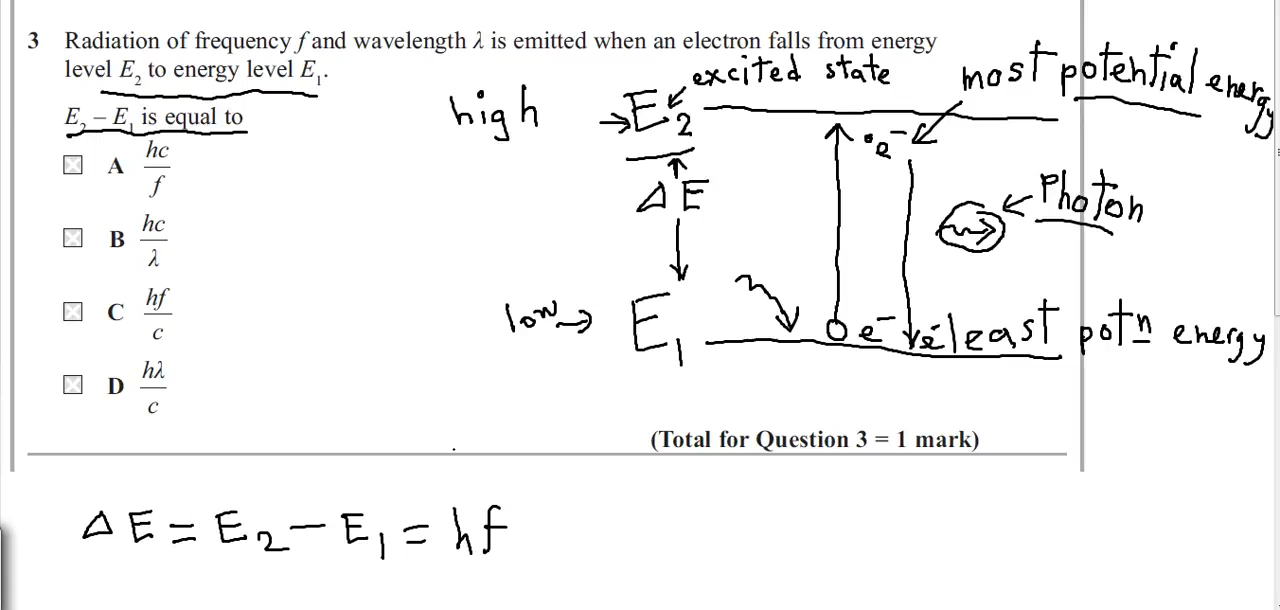 3 Radiation of frequency f and wavelength λ is emitted when an electron falls from energy
level E₂ to energy level E₁.
E₂ – E₁ is equal to
A hc/f
B hc/λ
C hf/c
D hλ/c
(Total for Question 3 = 1 mark)
excited state
most potential energy
high → E₂
e⁻
ΔE
Photon
low → E₁
e⁻ e⁻ least potn energy
ΔE = E₂ – E₁ = hf